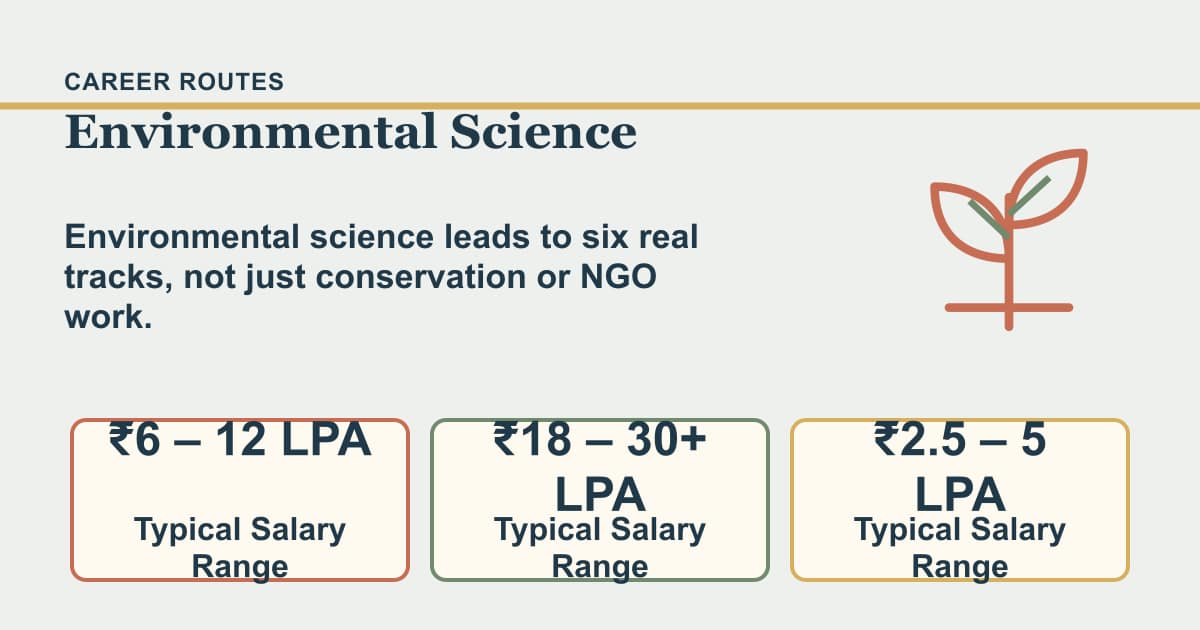 CAREER ROUTES
Environmental Science
Environmental science leads to six real
tracks, not just conservation or NGO
work.
₹6 – 12 LPA
Typical Salary
Range
₹18 – 30+
LPA
Typical Salary
Range
₹2.5 – 5
LPA
Typical Salary
Range